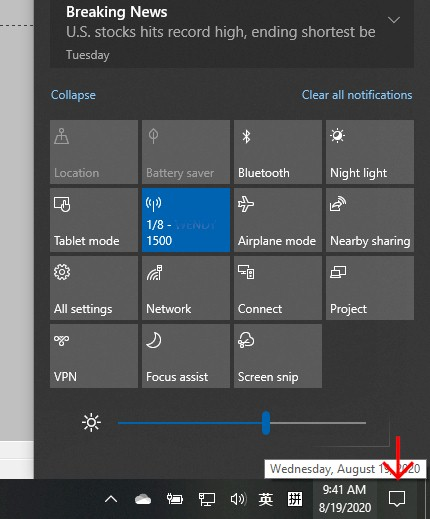 Breaking News
U.S. stocks hits record high, ending shortest be
Tuesday
Collapse Clear all notifications
Location Battery saver Bluetooth Night light
Tablet mode 1/8 - Airplane mode Nearby sharing
1500
All settings Network Connect Project
VPN Focus assist Screen snip
Wednesday, August 19, 2020
英 拼 9:41 AM
8/19/2020